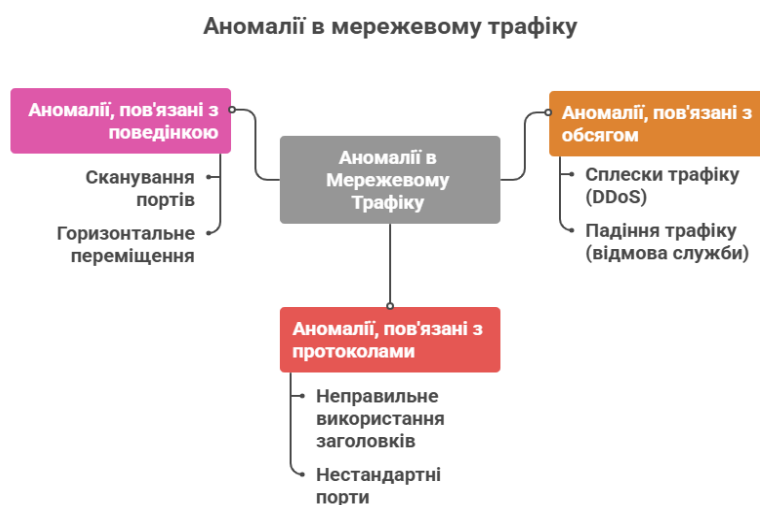 Аномалії в мережевому трафіку
Аномалії, пов'язані з
поведінкою
Сканування
портів
Горизонтальне
переміщення
Аномалії в
Мережевому
Трафіку
Аномалії, пов'язані з
обсягом
Сплески трафіку
(DDoS)
Падіння трафіку
(відмова служби)
Аномалії, пов'язані з
протоколами
Неправильне
використання
заголовків
Нестандартні
порти